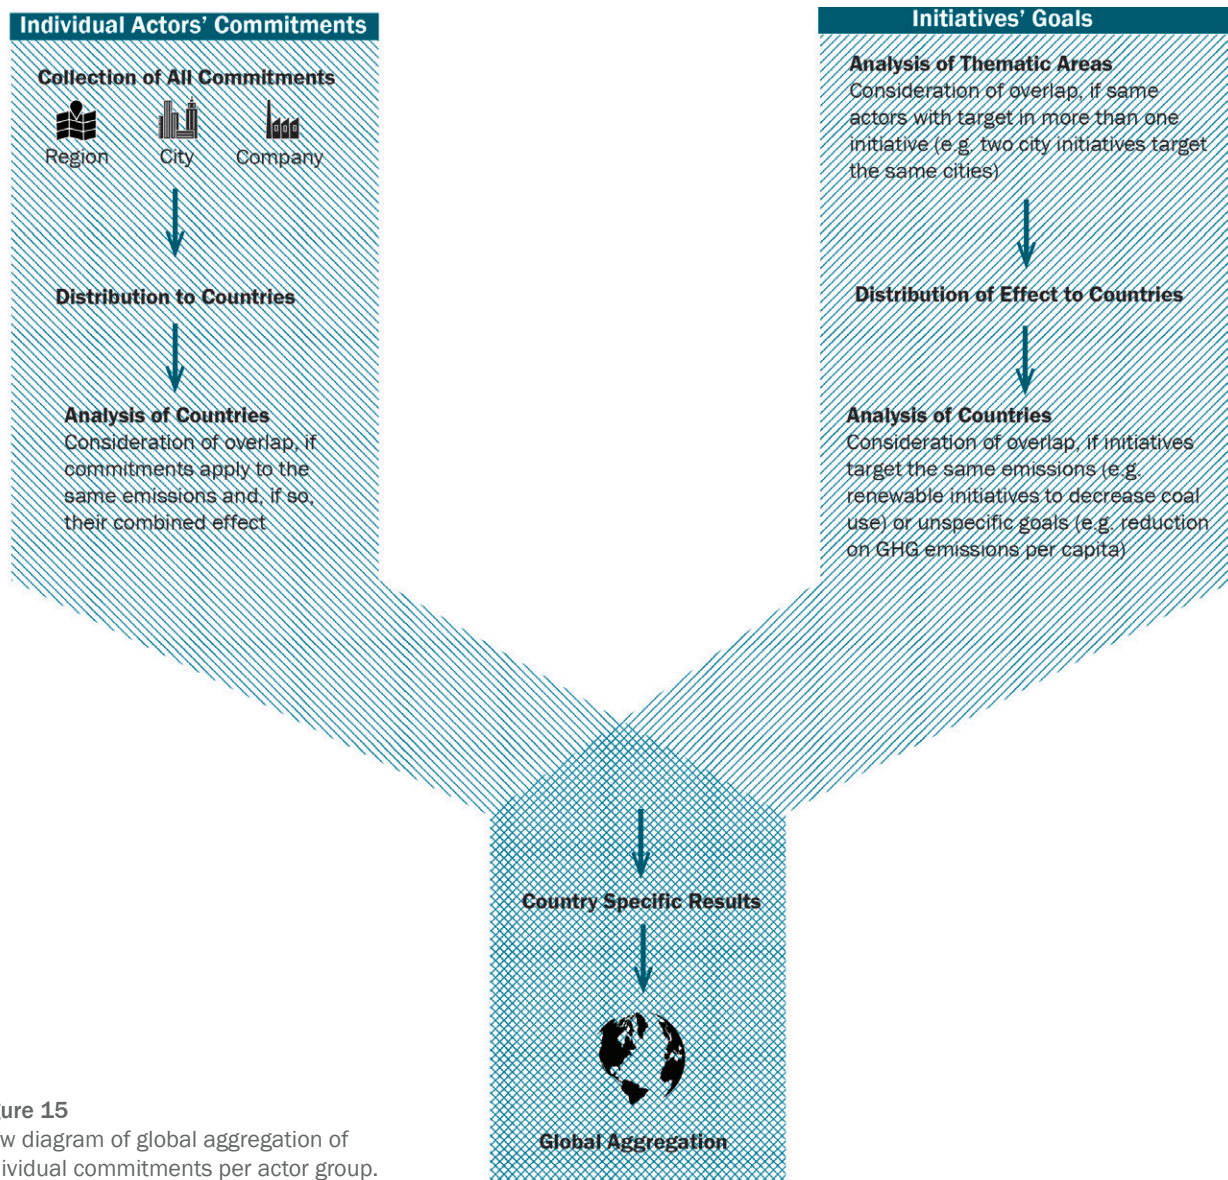 Individual Actors' Commitments
Collection of All Commitments
Region
City
Company
Distribution to Countries
Analysis of Countries
Consideration of overlap, if
commitments apply to the
same emissions and, if so,
their combined effect
Initiatives' Goals
Analysis of Thematic Areas
Consideration of overlap, if same
actors with target in more than one
initiative (e.g. two city initiatives target
the same cities)
Distribution of Effect to Countries
Analysis of Countries
Consideration of overlap, if initiatives
target the same emissions (e.g.
renewable initiatives to decrease coal
use) or unspecific goals (e.g. reduction
on GHG emissions per capita)
Country Specific Results
Global Aggregation
gure 15
w diagram of global aggregation of
ividual commitments per actor group.